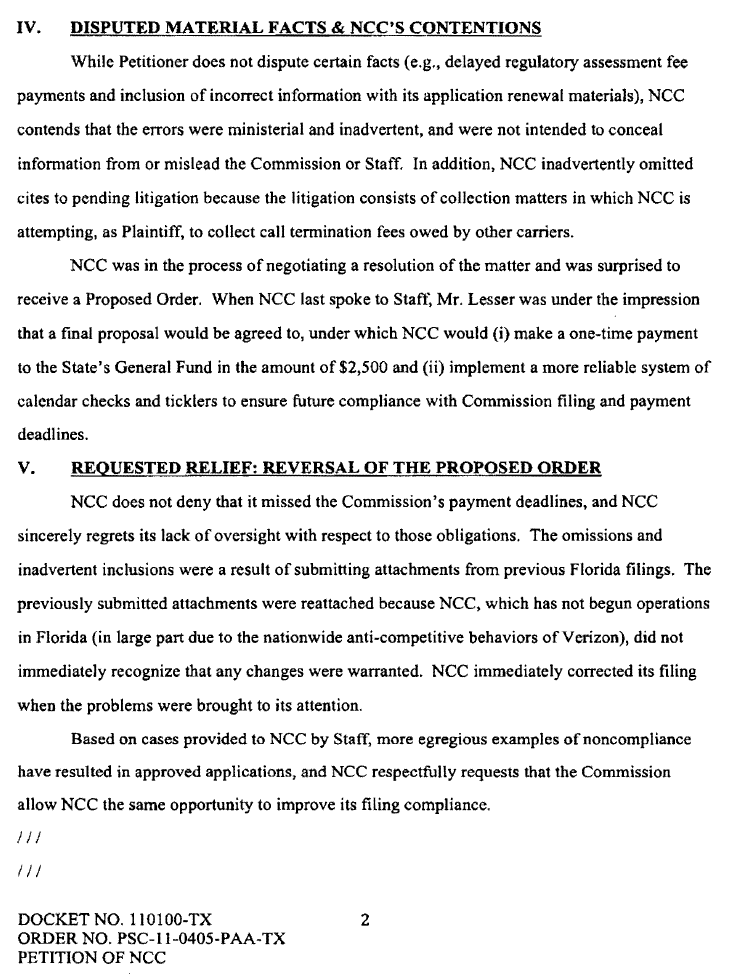 IV. DISPUTED MATERIAL FACTS & NCC'S CONTENTIONS
While Petitioner does not dispute certain facts (e.g., delayed regulatory assessment fee
payments and inclusion of incorrect information with its application renewal materials), NCC
contends that the errors were ministerial and inadvertent, and were not intended to conceal
information from or mislead the Commission or Staff. In addition, NCC inadvertently omitted
cites to pending litigation because the litigation consists of collection matters in which NCC is
attempting, as Plaintiff, to collect call termination fees owed by other carriers.
NCC was in the process of negotiating a resolution of the matter and was surprised to
receive a Proposed Order. When NCC last spoke to Staff, Mr. Lesser was under the impression
that a final proposal would be agreed to, under which NCC would (i) make a one-time payment
to the State's General Fund in the amount of $2,500 and (ii) implement a more reliable system of
calendar checks and ticklers to ensure future compliance with Commission filing and payment
deadlines.
V. REQUESTED RELIEF: REVERSAL OF THE PROPOSED ORDER
NCC does not deny that it missed the Commission's payment deadlines, and NCC
sincerely regrets its lack of oversight with respect to those obligations. The omissions and
inadvertent inclusions were a result of submitting attachments from previous Florida filings. The
previously submitted attachments were reattached because NCC, which has not begun operations
in Florida (in large part due to the nationwide anti-competitive behaviors of Verizon), did not
immediately recognize that any changes were warranted. NCC immediately corrected its filing
when the problems were brought to its attention.
Based on cases provided to NCC by Staff, more egregious examples of noncompliance
have resulted in approved applications, and NCC respectfully requests that the Commission
allow NCC the same opportunity to improve its filing compliance.
///
///
DOCKET NO. 110100-TX 2
ORDER NO. PSC-11-0405-PAA-TX
PETITION OF NCC